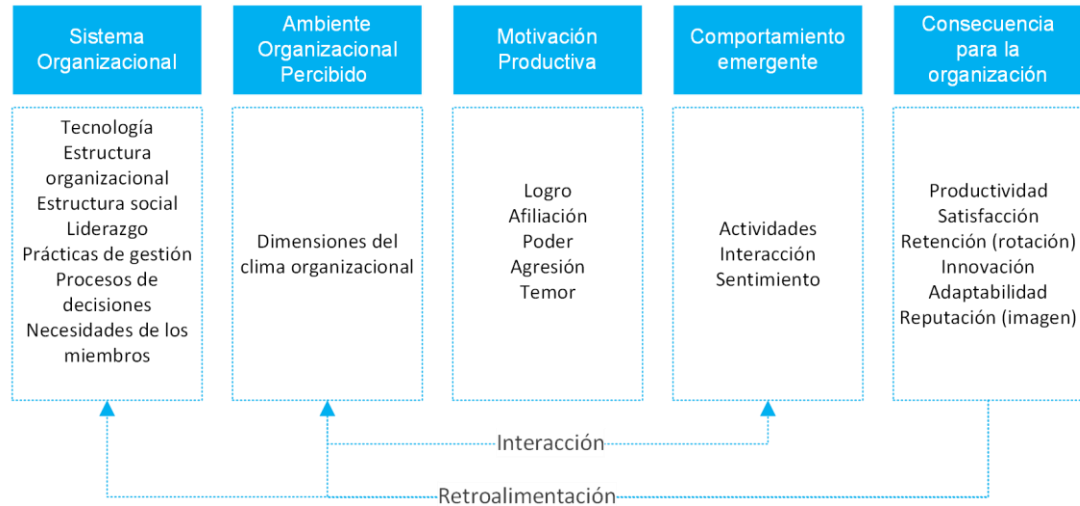 Sistema
Organizacional
Ambiente
Organizacional
Percibido
Motivación
Productiva
Comportamiento
emergente
Consecuencia
para la
organización
Tecnología
Estructura
organizacional
Estructura social
Liderazgo
Prácticas de gestión
Procesos de
decisiones
Necesidades de los
miembros
Dimensiones del
clima organizacional
Logro
Afiliación
Poder
Agresión
Temor
Actividades
Interacción
Sentimiento
Productividad
Satisfacción
Retención (rotación)
Innovación
Adaptabilidad
Reputación (imagen)
Interacción
Retroalimentación